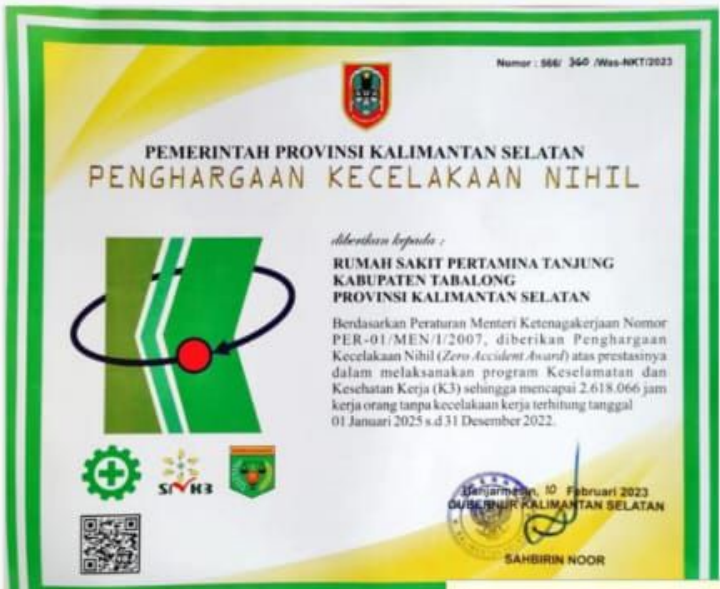 Nomor : 566/ 360 /Was-NKT/2023
PEMERINTAH PROVINSI KALIMANTAN SELATAN
PENGHARGAAN KECELAKAAN NIHIL
diberikan kepada :
RUMAH SAKIT PERTAMINA TANJUNG
KABUPATEN TABALONG
PROVINSI KALIMANTAN SELATAN
Berdasarkan Peraturan Menteri Ketenagakerjaan Nomor
PER-01/MEN/I/2007, diberikan Penghargaan
Kecelakaan Nihil (Zero Accident Award) atas prestasinya
dalam melaksanakan program Keselamatan dan
Kesehatan Kerja (K3) sehingga mencapai 2.618.066 jam
kerja orang tanpa kecelakaan kerja terhitung tanggal
01 Januari 2025 s.d 31 Desember 2022.
Banjarmasin, 10 Februari 2023
GUBERNUR KALIMANTAN SELATAN
SAHBIRIN NOOR